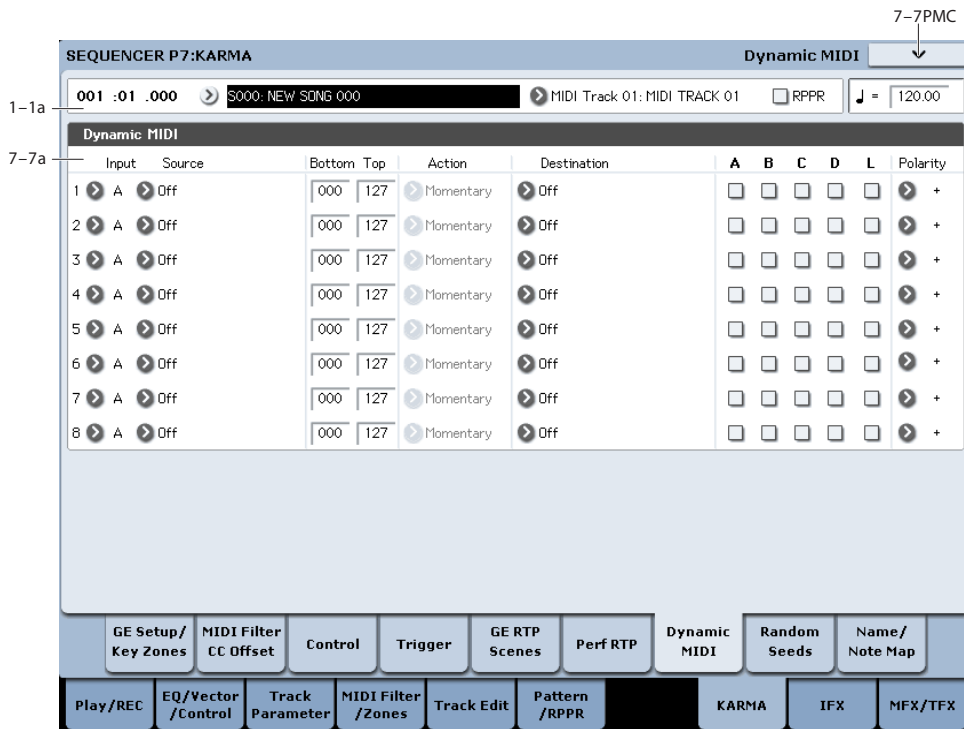 7–7PMC
SEQUENCER P7:KARMA Dynamic MIDI
1–1a
001 :01 .000 S000: NEW SONG 000 MIDI Track 01: MIDI TRACK 01 RPPR ♩ = 120.00
Dynamic MIDI
7–7a
Input Source Bottom Top Action Destination A B C D L Polarity
1 A Off 000 127 Momentary Off +
2 A Off 000 127 Momentary Off +
3 A Off 000 127 Momentary Off +
4 A Off 000 127 Momentary Off +
5 A Off 000 127 Momentary Off +
6 A Off 000 127 Momentary Off +
7 A Off 000 127 Momentary Off +
8 A Off 000 127 Momentary Off +
GE Setup/ MIDI Filter Control Trigger GE RTP Perf RTP Dynamic Random Name/
Key Zones CC Offset Scenes MIDI Seeds Note Map
Play/REC EQ/Vector Track MIDI Filter Track Edit Pattern KARMA IFX MFX/TFX
/Control Parameter /Zones /RPPR